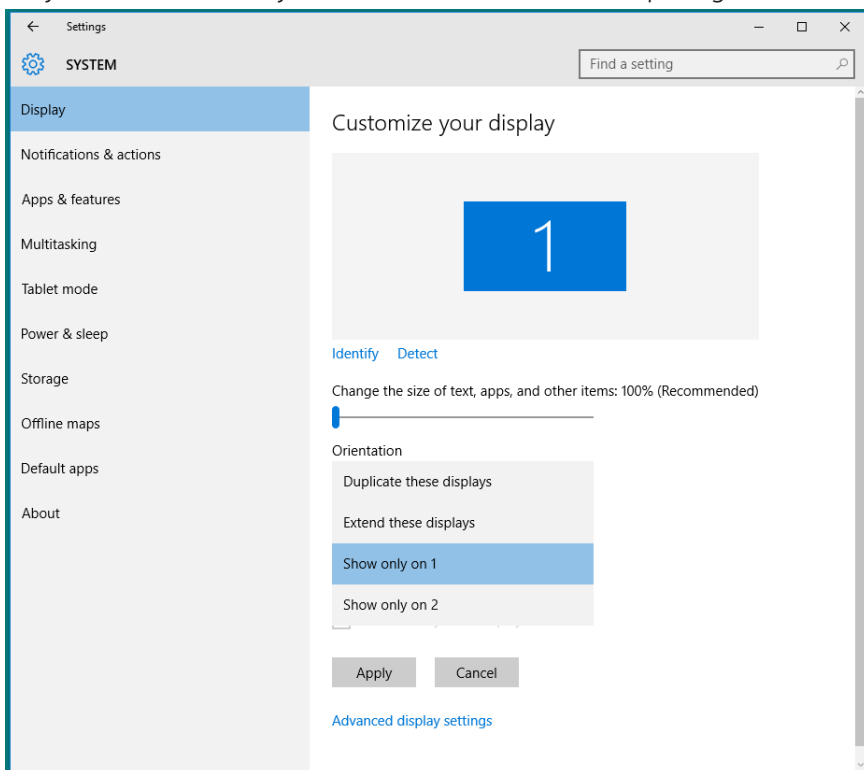 Settings
SYSTEM
Find a setting
Display
Notifications & actions
Apps & features
Multitasking
Tablet mode
Power & sleep
Storage
Offline maps
Default apps
About
Customize your display
1
Identify Detect
Change the size of text, apps, and other items: 100% (Recommended)
Orientation
Duplicate these displays
Extend these displays
Show only on 1
Show only on 2
Apply Cancel
Advanced display settings